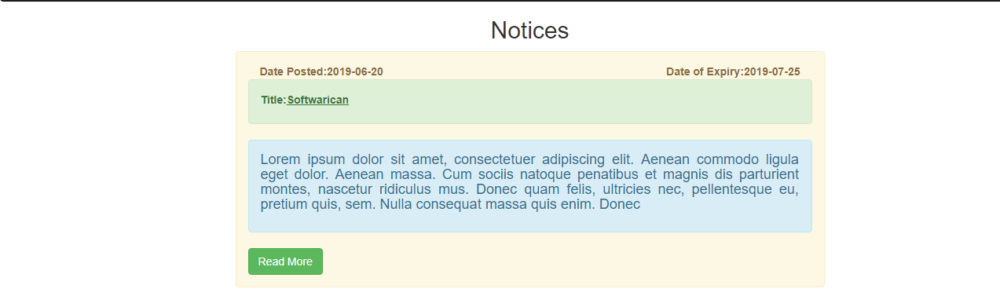 Notices
Date Posted:2019-06-20 Date of Expiry:2019-07-25
Title:Softwarican
Lorem ipsum dolor sit amet, consectetuer adipiscing elit. Aenean commodo ligula
eget dolor. Aenean massa. Cum sociis natoque penatibus et magnis dis parturient
montes, nascetur ridiculus mus. Donec quam felis, ultricies nec, pellentesque eu,
pretium quis, sem. Nulla consequat massa quis enim. Donec
Read More